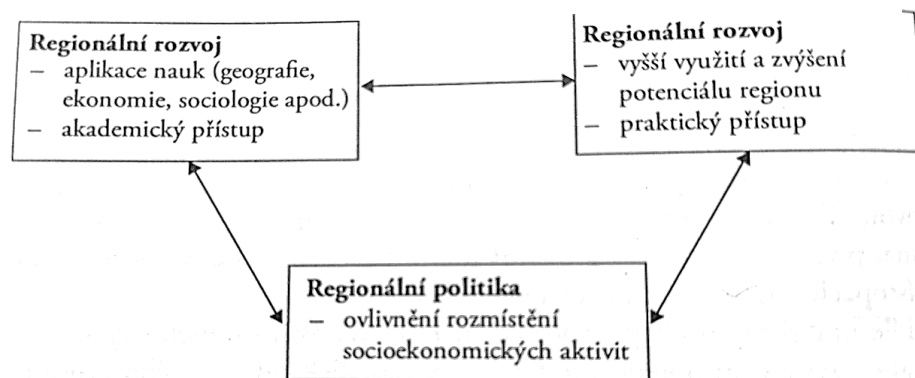 Regionální rozvoj
– aplikace nauk (geografie,
ekonomie, sociologie apod.)
– akademický přístup
Regionální rozvoj
– vyšší využití a zvýšení
potenciálu regionu
– praktický přístup
Regionální politika
– ovlivnění rozmístění
socioekonomických aktivit